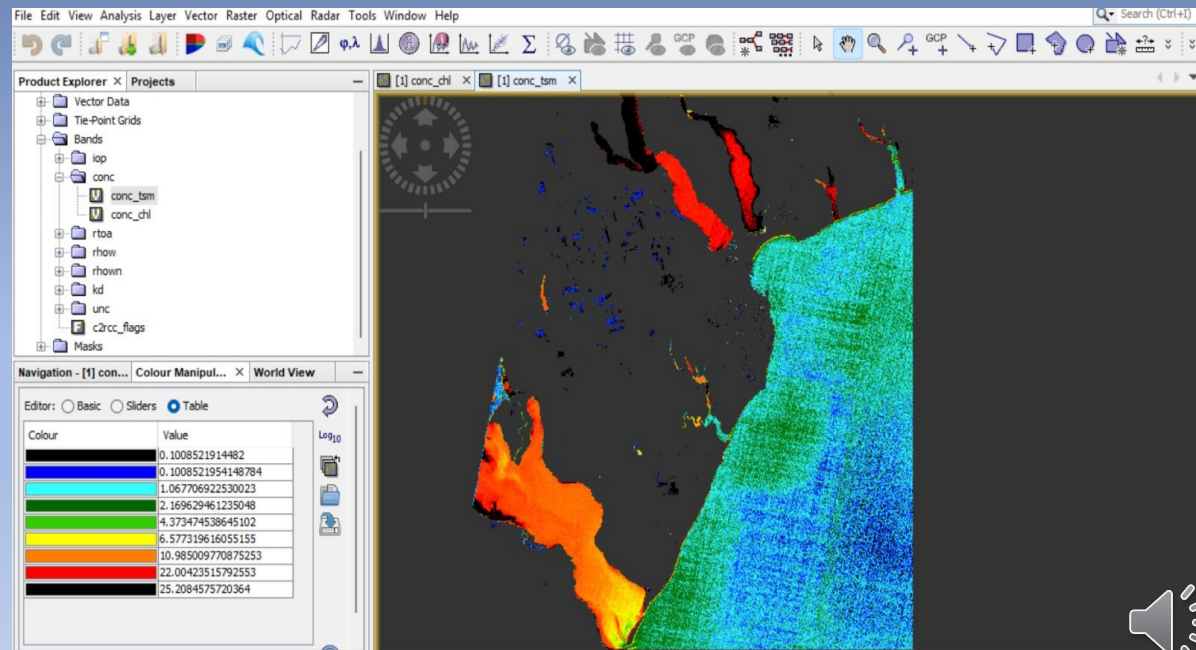 File Edit View Analysis Layer Vector Raster Optical Radar Tools Window Help
Search (Ctrl+I)
φ,λ Σ GCP GCP
Product Explorer × Projects
[1] conc_chl × [1] conc_tsm ×
Vector Data
Tie-Point Grids
Bands
iop
conc
conc_tsm
conc_chl
rtoa
rhow
rhown
kd
unc
c2rcc_flags
Masks
Navigation - [1] con... Colour Manipul... × World View
Editor: Basic Sliders Table
Colour Value
Log10
0.1008521914482
0.1008521954148784
1.067706922530023
2.169629461235048
4.373474538645102
6.577319616055155
10.985009770875253
22.00423515792553
25.2084575720364